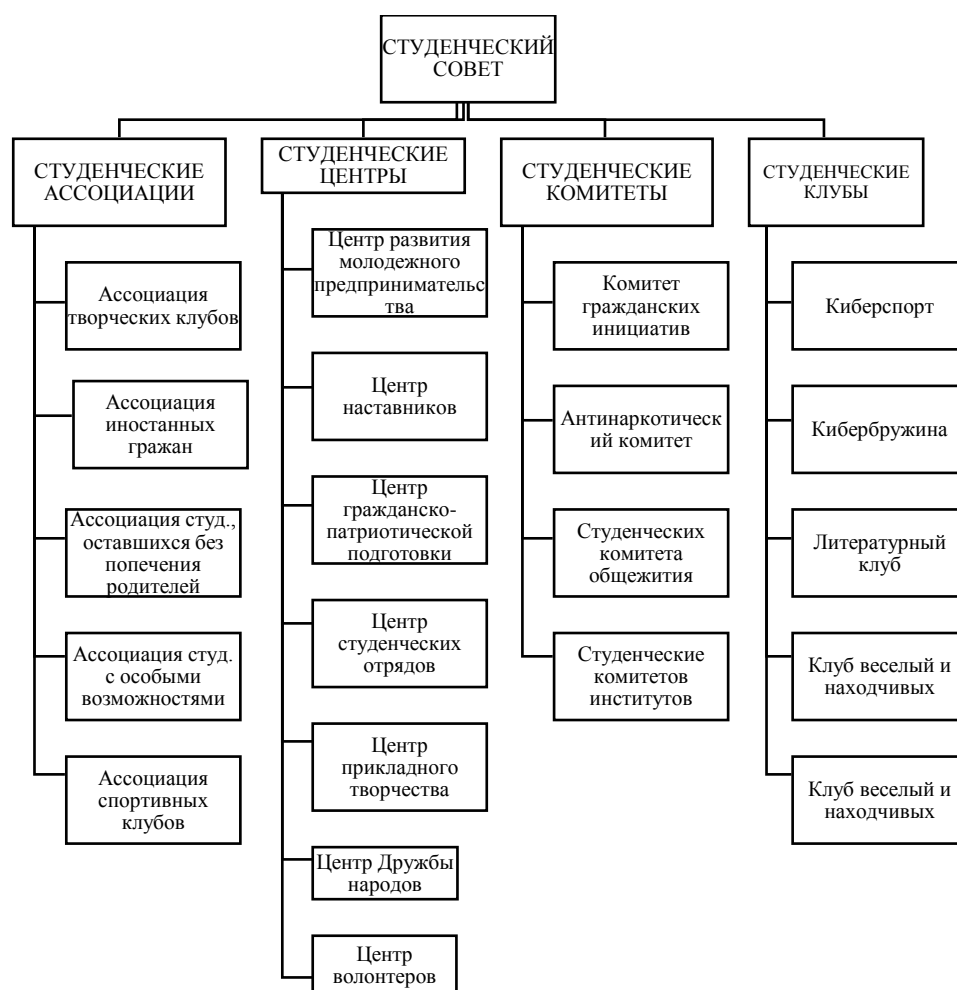 СТУДЕНЧЕСКИЙ
СОВЕТ
СТУДЕНЧЕСКИЕ
АССОЦИАЦИИ
Ассоциация
творческих клубов
Ассоциация
иностанных
гражан
Ассоциация студ.,
оставшихся без
попечения
родителей
Ассоциация студ.
с особыми
возможностями
Ассоциация
спортивных
клубов
СТУДЕНЧЕСКИЕ
ЦЕНТРЫ
Центр развития
молодежного
предпринимательс
тва
Центр
наставников
Центр
гражданско-
патриотической
подготовки
Центр
студенческих
отрядов
Центр
прикладного
творчества
Центр Дружбы
народов
Центр
волонтеров
СТУДЕНЧЕСКИЕ
КОМИТЕТЫ
Комитет
гражданских
инициатив
Антинаркотическ
ий комитет
Студенческих
комитета
общежития
Студенческие
комитетов
институтов
СТУДЕНЧЕСКИЕ
КЛУБЫ
Киберспорт
Кибербружина
Литературный
клуб
Клуб веселый и
находчивых
Клуб веселый и
находчивых